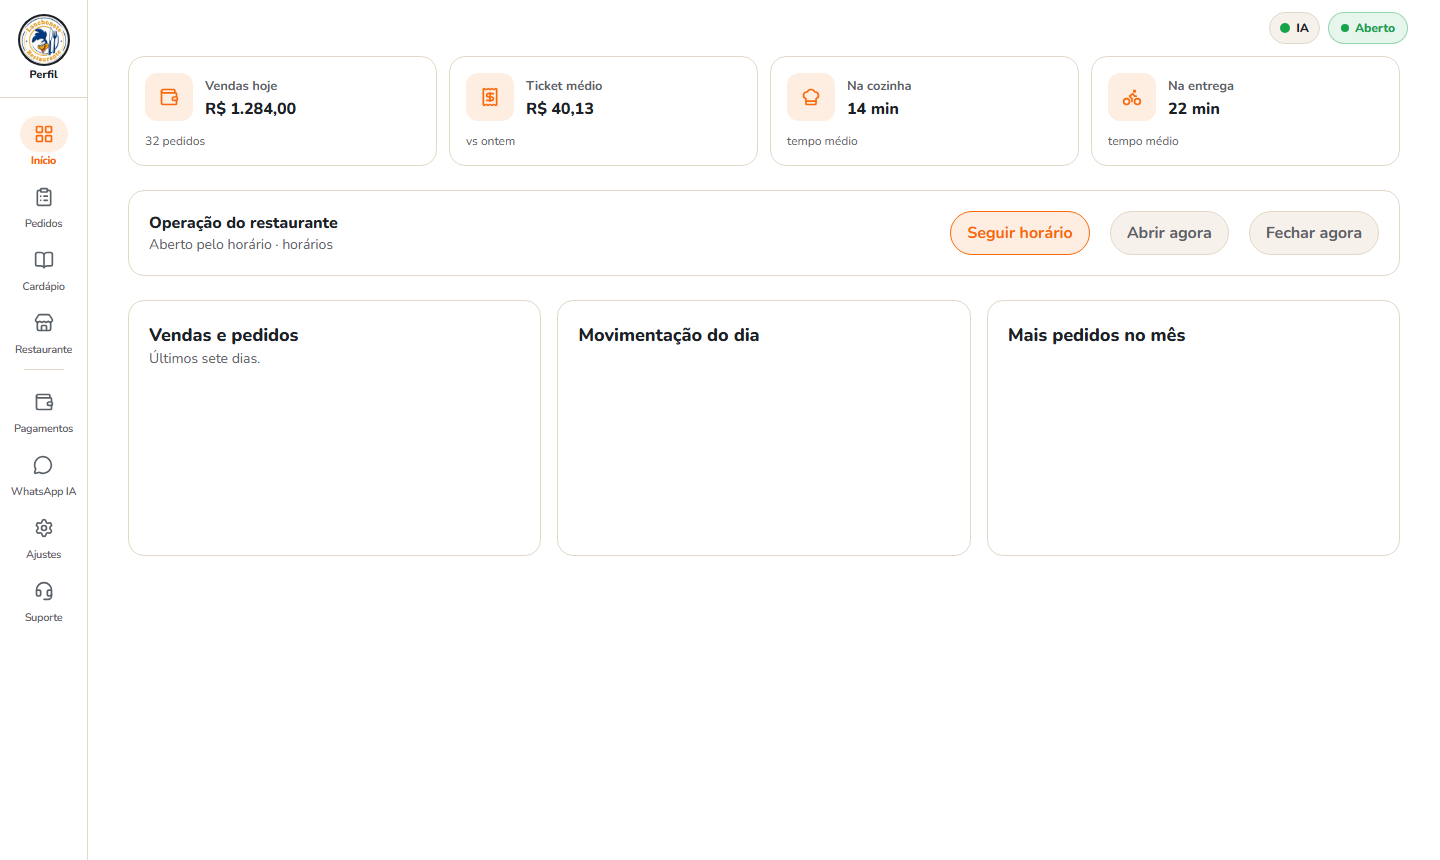 Lanchonete
Restaurante
Perfil
Início
Pedidos
Cardápio
Restaurante
Pagamentos
WhatsApp IA
Ajustes
Suporte
IA
Aberto
Vendas hoje
R$ 1.284,00
32 pedidos
Ticket médio
R$ 40,13
vs ontem
Na cozinha
14 min
tempo médio
Na entrega
22 min
tempo médio
Operação do restaurante
Aberto pelo horário · horários
Seguir horário
Abrir agora
Fechar agora
Vendas e pedidos
Últimos sete dias.
Movimentação do dia
Mais pedidos no mês